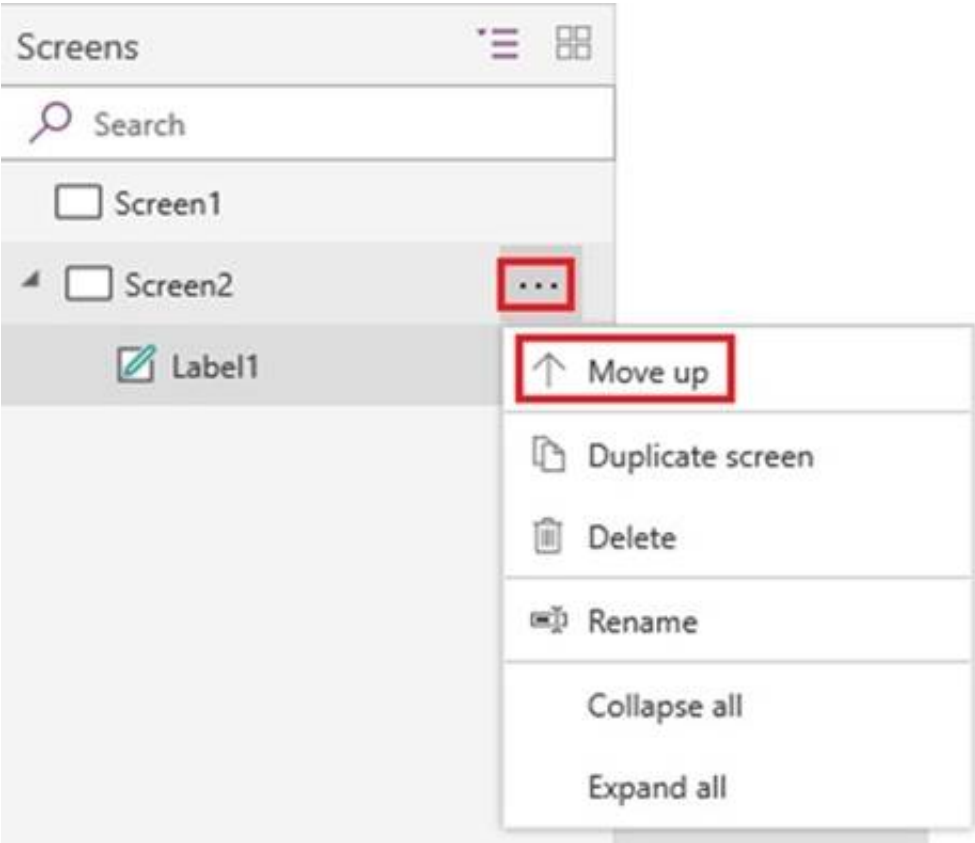 Screens
Search
Screen1
Screen2
...
Label1
Move up
Duplicate screen
Delete
Rename
Collapse all
Expand all